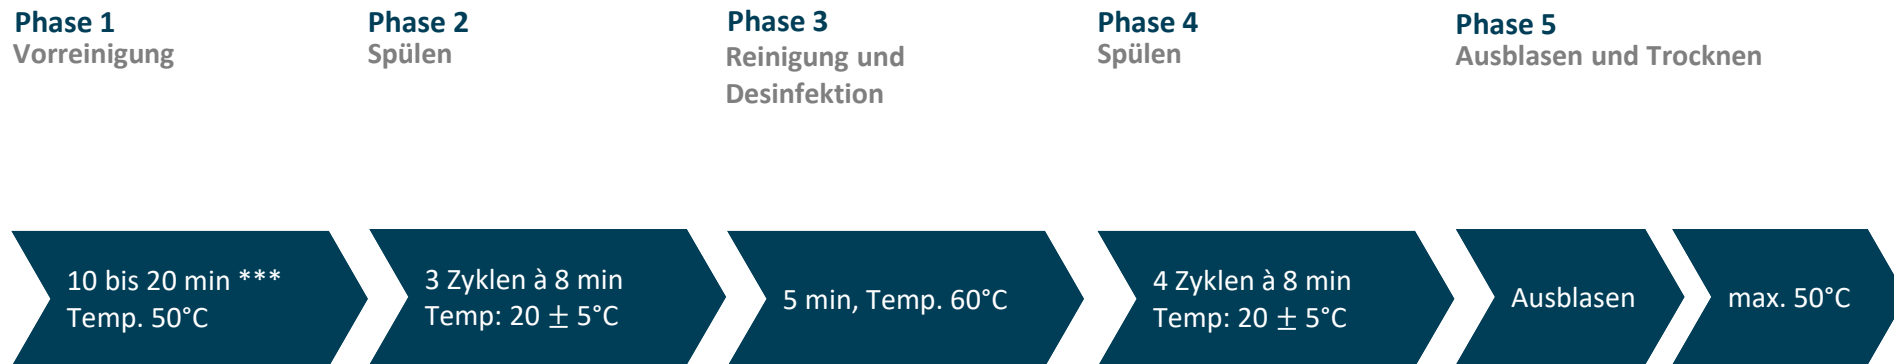 Phase 1
Vorreinigung
Phase 2
Spülen
Phase 3
Reinigung und
Desinfektion
Phase 4
Spülen
Phase 5
Ausblasen und Trocknen
10 bis 20 min ***
Temp. 50°C
3 Zyklen à 8 min
Temp: 20 ± 5°C
5 min, Temp. 60°C
4 Zyklen à 8 min
Temp: 20 ± 5°C
Ausblasen
max. 50°C